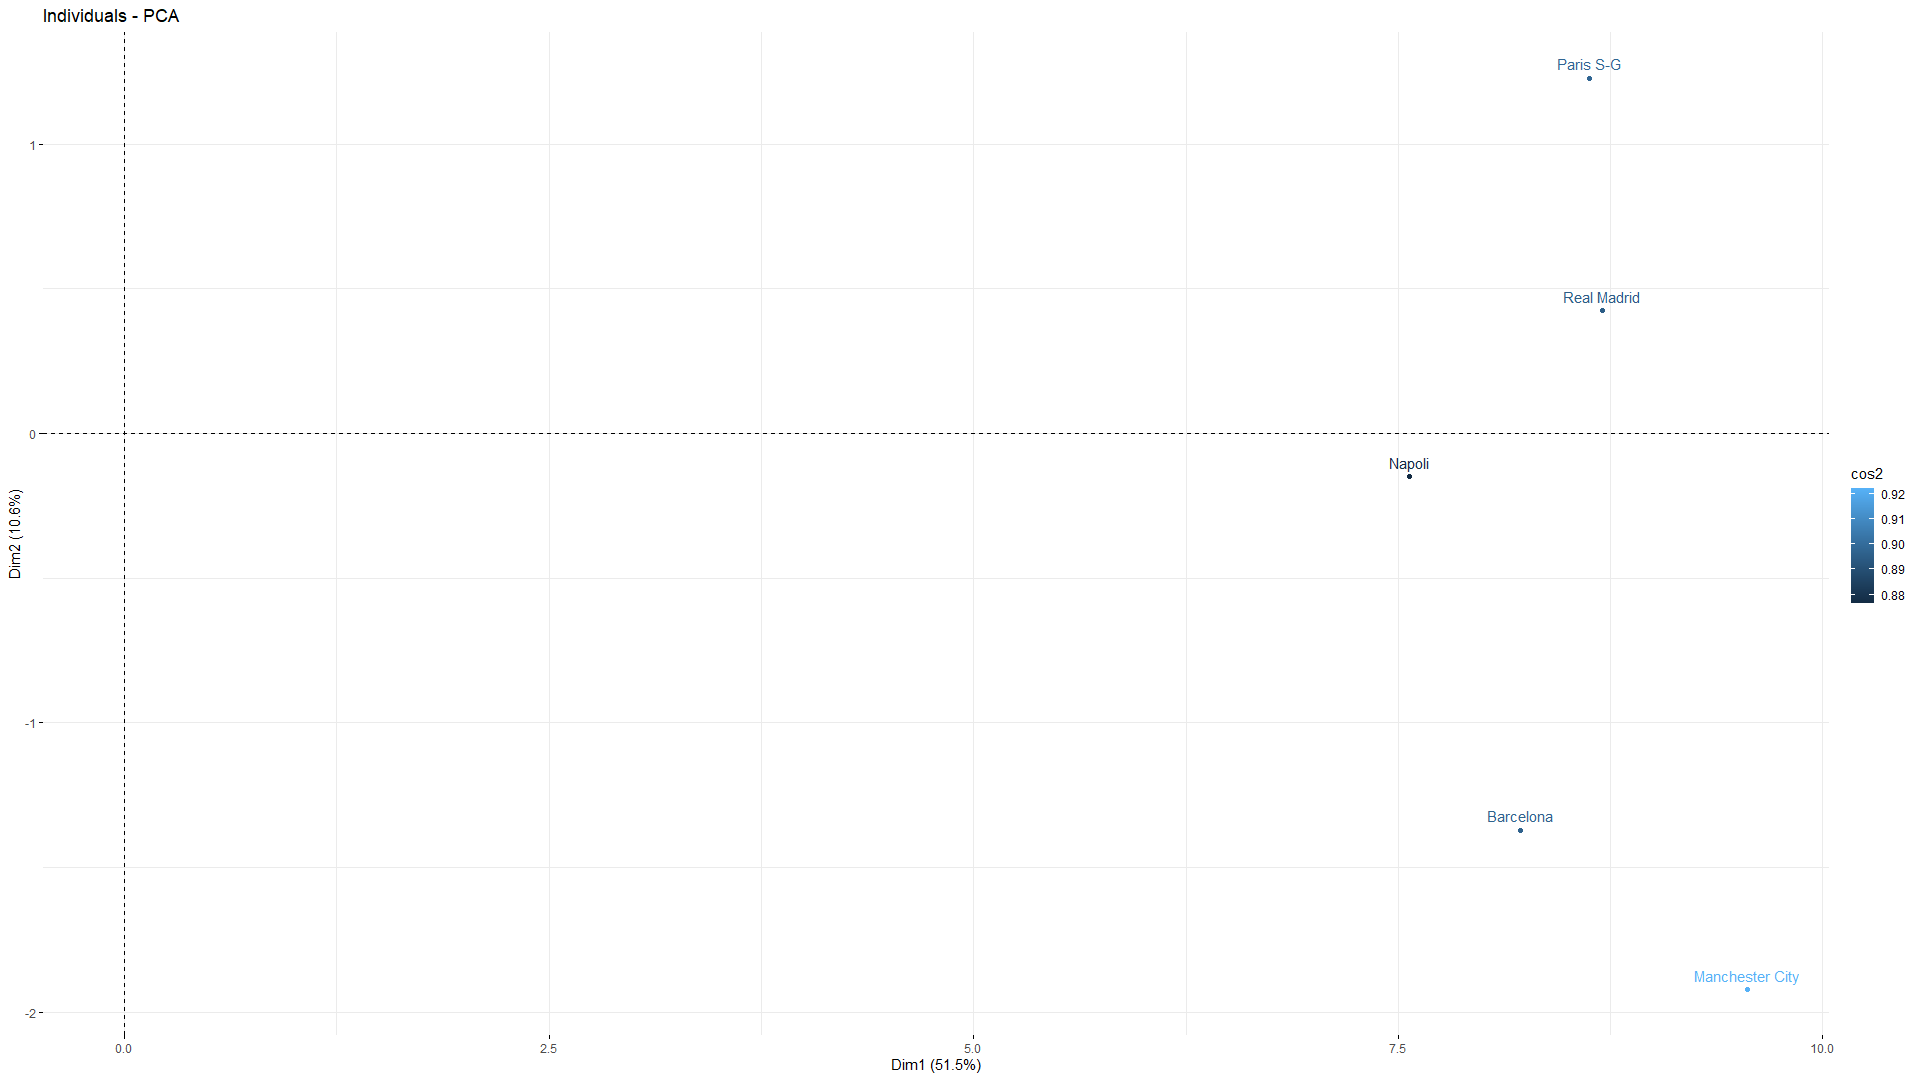 Individuals - PCA
Paris S-G
1
Real Madrid
0
Napoli
cos2
0.92
0.91
0.90
0.89
0.88
Dim2 (10.6%)
-1
Barcelona
Manchester City
-2
0.0
2.5
5.0
7.5
10.0
Dim1 (51.5%)